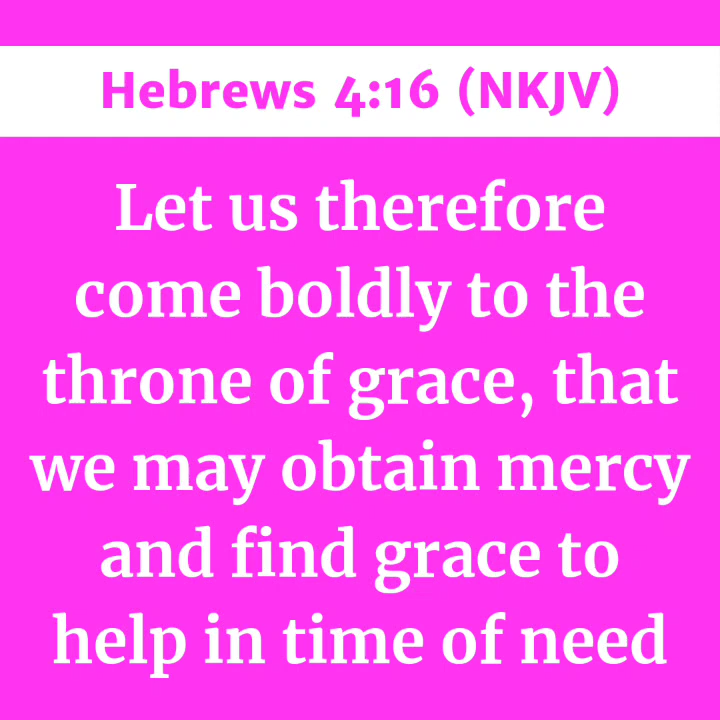 Hebrews 4:16 (NKJV)
Let us therefore
come boldly to the
throne of grace, that
we may obtain mercy
and find grace to
help in time of need